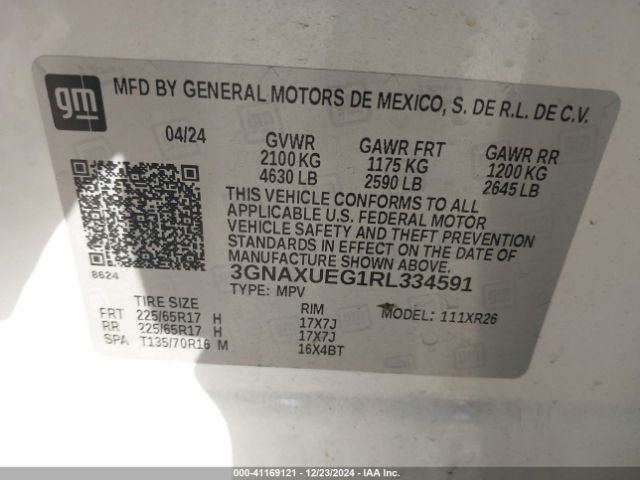 gm
MFD BY GENERAL MOTORS DE MEXICO, S. DE R.L. DE C.V.
04/24 GVWR GAWR FRT GAWR RR
2100 KG 1175 KG 1200 KG
4630 LB 2590 LB 2645 LB
THIS VEHICLE CONFORMS TO ALL
APPLICABLE U.S. FEDERAL MOTOR
VEHICLE SAFETY AND THEFT PREVENTION
STANDARDS IN EFFECT ON THE DATE OF
MANUFACTURE SHOWN ABOVE.
8624 3GNAXUEG1RL334591
TYPE: MPV
TIRE SIZE RIM MODEL: 111XR26
FRT 225/65R17 H 17X7J
RR 225/65R17 H 17X7J
SPA T135/70R16 M 16X4BT
000-41169121 - 12/23/2024 - IAAI.COM